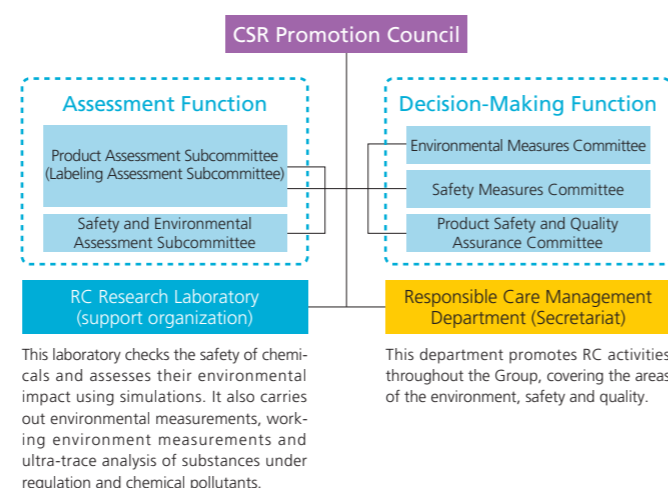 CSR Promotion Council
Assessment Function
Product Assessment Subcommittee
(Labeling Assessment Subcommittee)
Safety and Environmental
Assessment Subcommittee
Decision-Making Function
Environmental Measures Committee
Safety Measures Committee
Product Safety and Quality
Assurance Committee
RC Research Laboratory
(support organization)
This laboratory checks the safety of chemi-
cals and assesses their environmental
impact using simulations. It also carries
out environmental measurements, work-
ing environment measurements and
ultra-trace analysis of substances under
regulation and chemical pollutants.
Responsible Care Management
Department (Secretariat)
This department promotes RC activities
throughout the Group, covering the areas
of the environment, safety and quality.